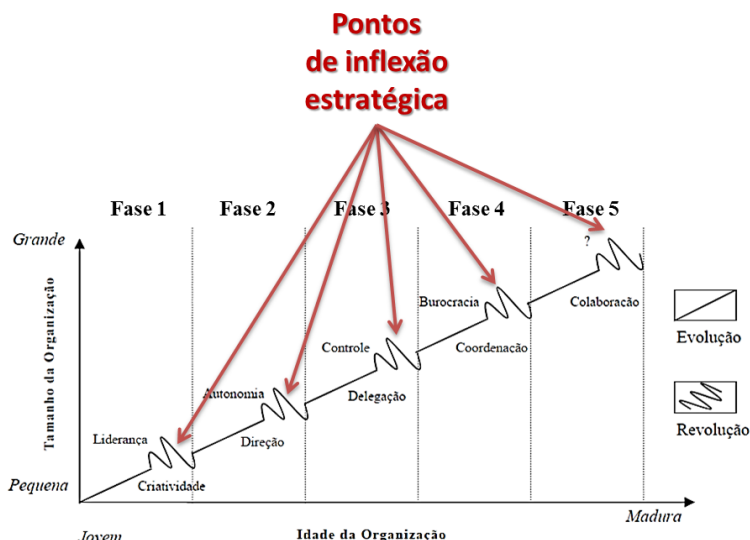 Pontos
de inflexão
estratégica
Fase 1 Fase 2 Fase 3 Fase 4 Fase 5
Grande
?
Tamanho da Organização
Burocracia
Colaboração
Evolução
Controle
Coordenação
Autonomia
Delegação
Liderança
Direção
Revolução
Pequena
Criatividade
Madura
Jovem
Idade da Organização